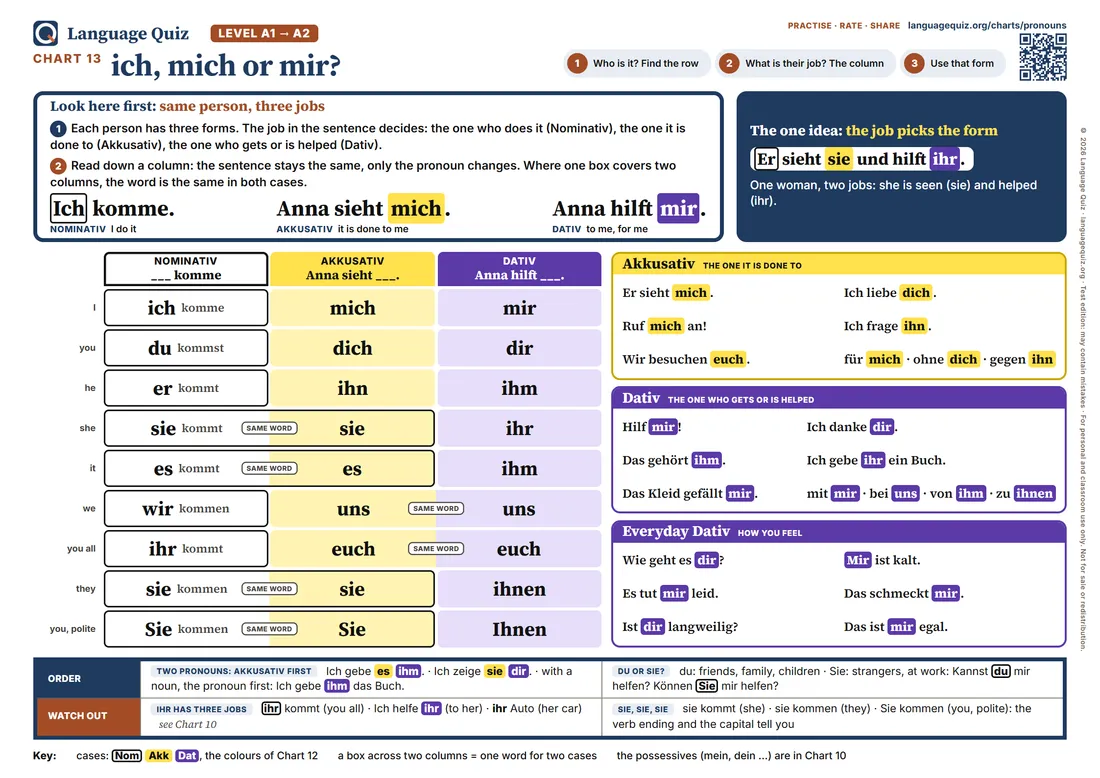 Language Quiz LEVEL A1 → A2
PRACTISE · RATE · SHARE languagequiz.org/charts/pronouns
CHART 13 ich, mich or mir?
1 Who is it? Find the row 2 What is their job? The column 3 Use that form
Look here first: same person, three jobs
1 Each person has three forms. The job in the sentence decides: the one who does it (Nominativ), the one it is
done to (Akkusativ), the one who gets or is helped (Dativ).
2 Read down a column: the sentence stays the same, only the pronoun changes. Where one box covers two
columns, the word is the same in both cases.
Ich komme. Anna sieht mich. Anna hilft mir.
NOMINATIV I do it AKKUSATIV it is done to me DATIV to me, for me
The one idea: the job picks the form
Er sieht sie und hilft ihr.
One woman, two jobs: she is seen (sie) and helped
(ihr).
NOMINATIV AKKUSATIV DATIV
___ komme Anna sieht ___. Anna hilft ___.
I ich komme mich mir
you du kommst dich dir
he er kommt ihn ihm
she sie kommt SAME WORD sie ihr
it es kommt SAME WORD es ihm
we wir kommen uns SAME WORD uns
you all ihr kommt euch SAME WORD euch
they sie kommen SAME WORD sie ihnen
you, polite Sie kommen SAME WORD Sie Ihnen
Akkusativ THE ONE IT IS DONE TO
Er sieht mich. Ich liebe dich.
Ruf mich an! Ich frage ihn.
Wir besuchen euch. für mich · ohne dich · gegen ihn
Dativ THE ONE WHO GETS OR IS HELPED
Hilf mir! Ich danke dir.
Das gehört ihm. Ich gebe ihr ein Buch.
Das Kleid gefällt mir. mit mir · bei uns · von ihm · zu ihnen
Everyday Dativ HOW YOU FEEL
Wie geht es dir? Mir ist kalt.
Es tut mir leid. Das schmeckt mir.
Ist dir langweilig? Das ist mir egal.
ORDER
TWO PRONOUNS: AKKUSATIV FIRST Ich gebe es ihm. · Ich zeige sie dir. · with a
noun, the pronoun first: Ich gebe ihm das Buch.
DU OR SIE? du: friends, family, children · Sie: strangers, at work: Kannst du mir
helfen? Können Sie mir helfen?
WATCH OUT
IHR HAS THREE JOBS ihr kommt (you all) · Ich helfe ihr (to her) · ihr Auto (her car)
see Chart 10
SIE, SIE, SIE sie kommt (she) · sie kommen (they) · Sie kommen (you, polite): the
verb ending and the capital tell you
Key: cases: Nom Akk Dat, the colours of Chart 12 a box across two columns = one word for two cases the possessives (mein, dein ...) are in Chart 10
© 2026 Language Quiz · languagequiz.org · Test edition: may contain mistakes · For personal and classroom use only. Not for sale or redistribution.